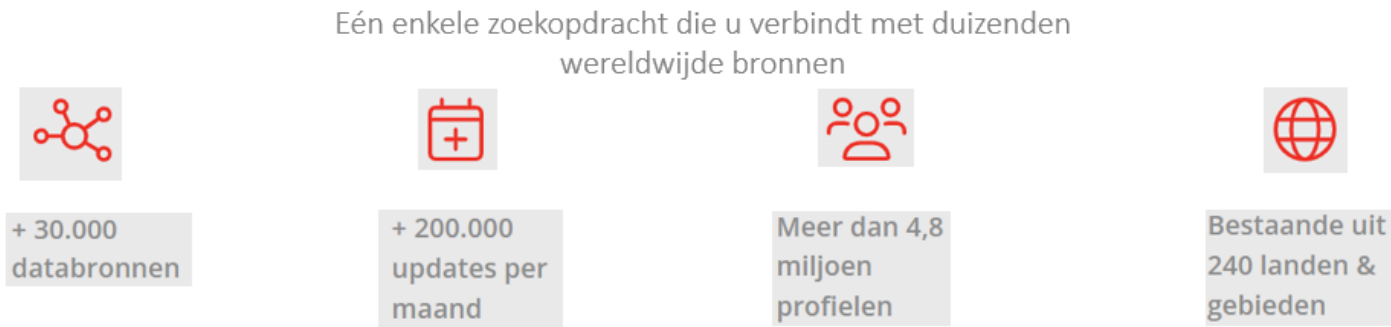 Eén enkele zoekopdracht die u verbindt met duizenden
wereldwijde bronnen
+ 30.000
databronnen
+ 200.000
updates per
maand
Meer dan 4,8
miljoen
profielen
Bestaande uit
240 landen &
gebieden